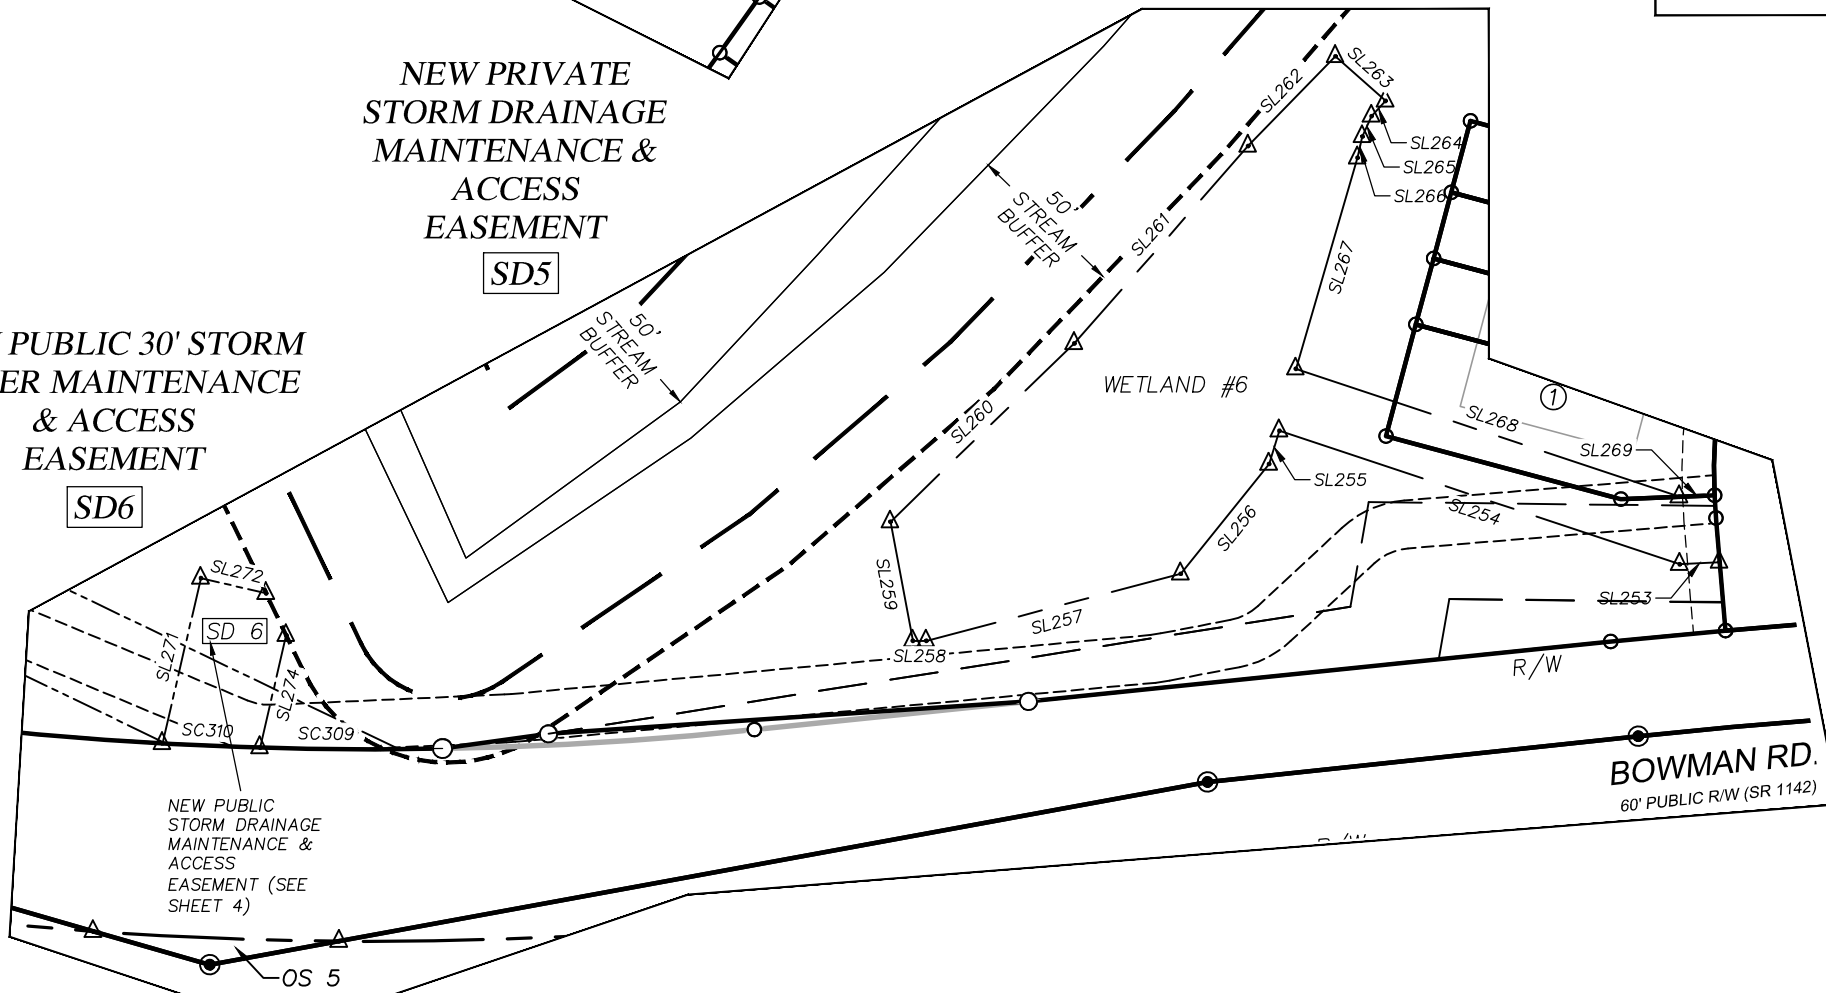 NEW PRIVATE
STORM DRAINAGE
MAINTENANCE &
ACCESS
EASEMENT
SD5
PUBLIC 30' STORM
MAINTENANCE
& ACCESS
EASEMENT
SD6
50'
STREAM
BUFFER
50'
STREAM
BUFFER
SL263
SL262
SL264
SL265
SL266
SL261
SL267
WETLAND #6
SL260
1
SL268
SL269
SL255
SL254
SL256
SL259
SL253
SL257
SL258
SL272
SD 6
SL271
SL274
SC310
SC309
R/W
BOWMAN RD.
60' PUBLIC R/W (SR 1142)
NEW PUBLIC
STORM DRAINAGE
MAINTENANCE &
ACCESS
EASEMENT (SEE
SHEET 4)
OS 5